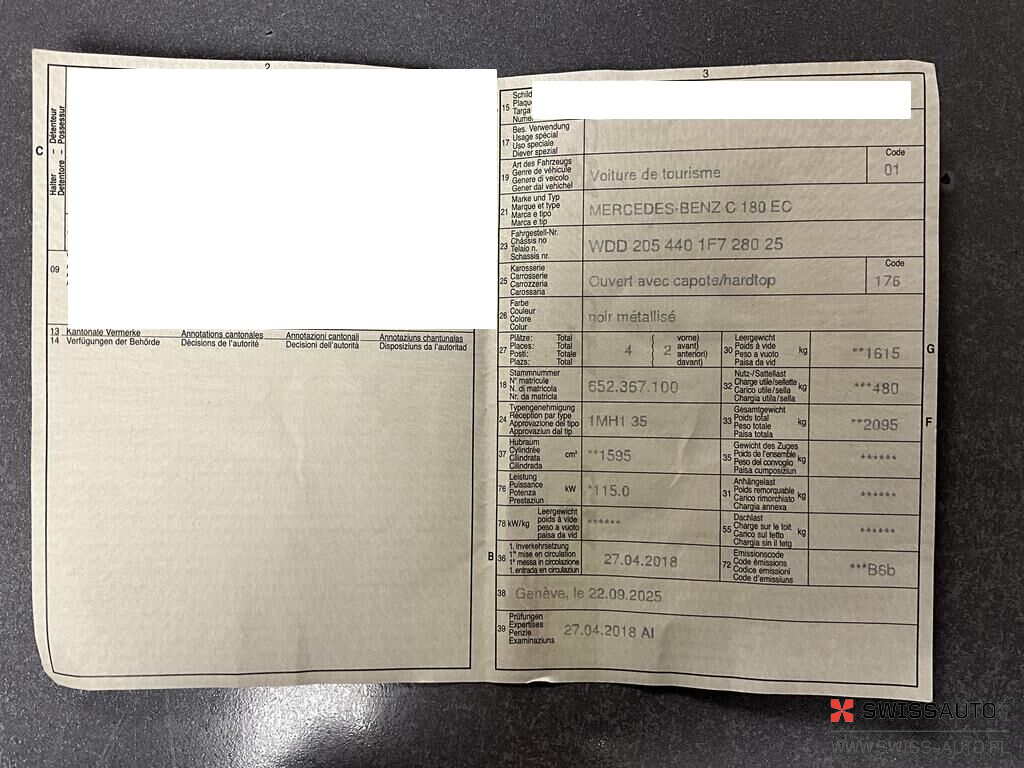 2
C
Halter – Détenteur
Detentore – Possessur
09
13 Kantonale Vermerke Annotations cantonales Annotazioni cantonali Annotaziuns chantunalas
14 Verfügungen der Behörde Décisions de l'autorité Decisioni dell'autorità Disposiziuns da l'autoritad
3
15 Schild
Plaqu
Targa
Nume
17 Bes. Verwendung
Usage spécial
Uso speciale
Diever spezial
19 Art des Fahrzeugs
Genre de véhicule
Genere di veicolo
Gener dal vehichel
Voiture de tourisme
Code
01
21 Marke und Typ
Marque et type
Marca e tipo
Marca e tip
MERCEDES-BENZ C 180 EC
23 Fahrgestell-Nr.
Châssis no
Telaio n.
Schassis nr.
WDD 205 440 1F7 280 25
25 Karosserie
Carrosserie
Carrozzeria
Carossaria
Ouvert avec capote/hardtop
Code
176
26 Farbe
Couleur
Colore
Colur
noir métallisé
27 Plätze: Total
Places: Total
Posti: Totale
Plazs: Total
4 ( 2
vorne)
avant)
anteriori)
davant)
30 Leergewicht
Poids à vide
Peso a vuoto
Paisa da vid
kg
**1615
G
18 Stammnummer
N° matricule
N. di matricola
Nr. da matricla
652.367.100
32 Nutz-/Sattellast
Charge utile/sellette
Carico utile/sella
Chargia utila/sella
kg
***480
24 Typengenehmigung
Réception par type
Approvazione del tipo
Approvaziun dal tip
1MH1 35
33 Gesamtgewicht
Poids total
Peso totale
Paisa totala
kg
**2095
F
37 Hubraum
Cylindrée
Cilindrata
Cilindrada
cm³
**1595
35 Gewicht des Zuges
Poids de l'ensemble
Peso del convoglio
Paisa cumposiziun
kg
******
76 Leistung
Puissance
Potenza
Prestaziun
kW
*115.0
31 Anhängelast
Poids remorquable
Carico rimorchiato
Chargia annexa
kg
******
78 kW/kg Leergewicht
poids à vide
peso a vuoto
paisa da vid
******
55 Dachlast
Charge sur le toit
Carico sul tetto
Chargia sin il tetg
kg
******
B
36 1. Inverkehrsetzung
1re mise en circulation
1a messa in circolazione
1. entrada en circulaziun
27.04.2018
72 Emissionscode
Code émissions
Codice emissioni
Code d'emissiuns
***B6b
38 Genève, le 22.09.2025
39 Prüfungen
Expertises
Perizie
Examinaziuns
27.04.2018 AI
SWISSAUTO
WWW.SWISS-AUTO.PL